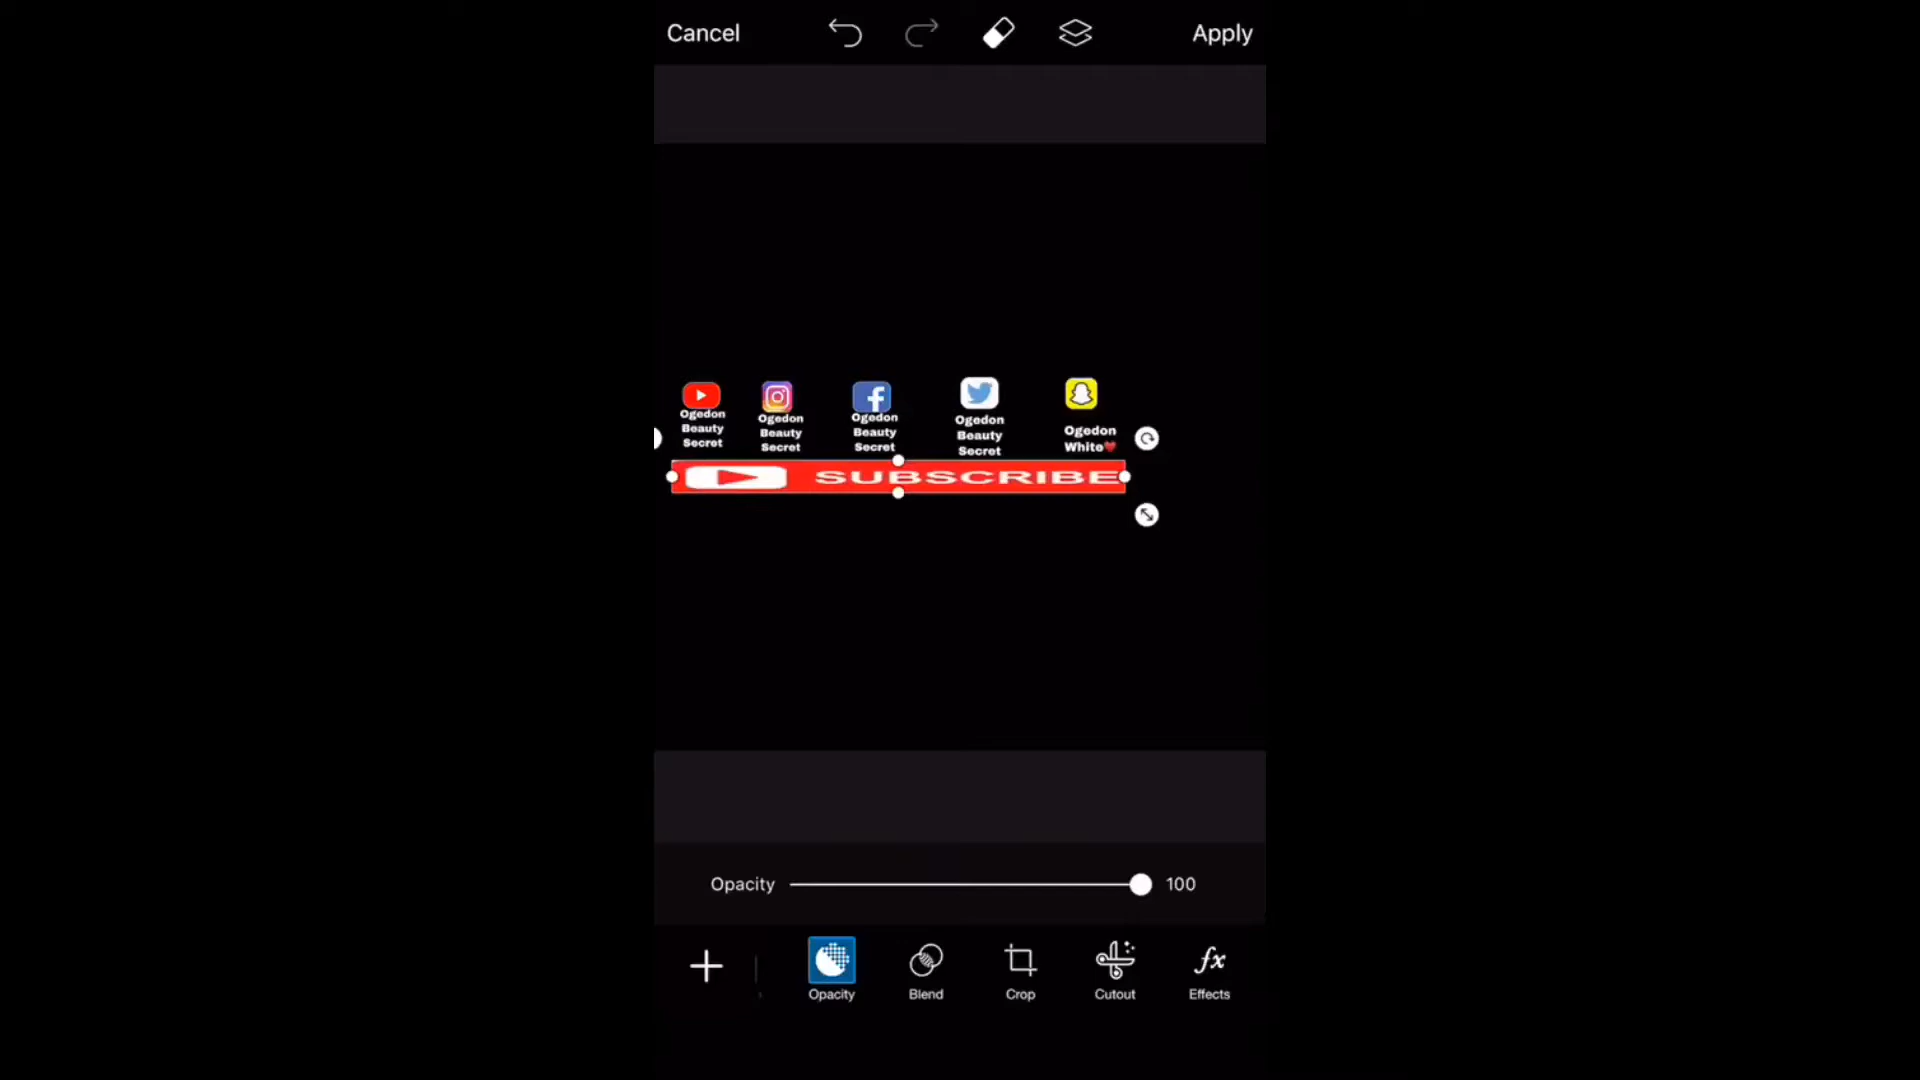 Cancel
Apply
Ogedon
Beauty
Secret
Ogedon
Beauty
Secret
Ogedon
Beauty
Secret
Ogedon
Beauty
Secret
Ogedon
White❤️
SUBSCRIBE
Opacity 100
Opacity
Blend
Crop
Cutout
fx
Effects